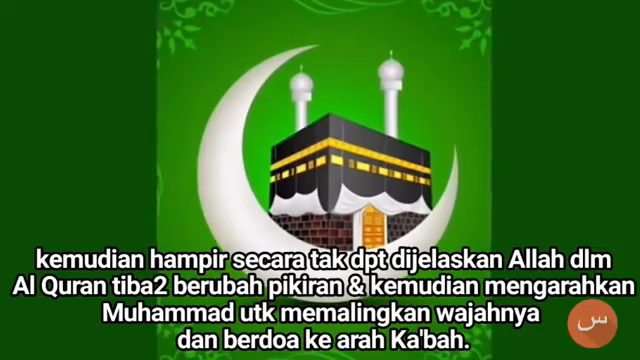 kemudian hampir secara tak dpt dijelaskan Allah dlm
Al Quran tiba2 berubah pikiran & kemudian mengarahkan
Muhammad utk memalingkan wajahnya
dan berdoa ke arah Ka'bah.
س